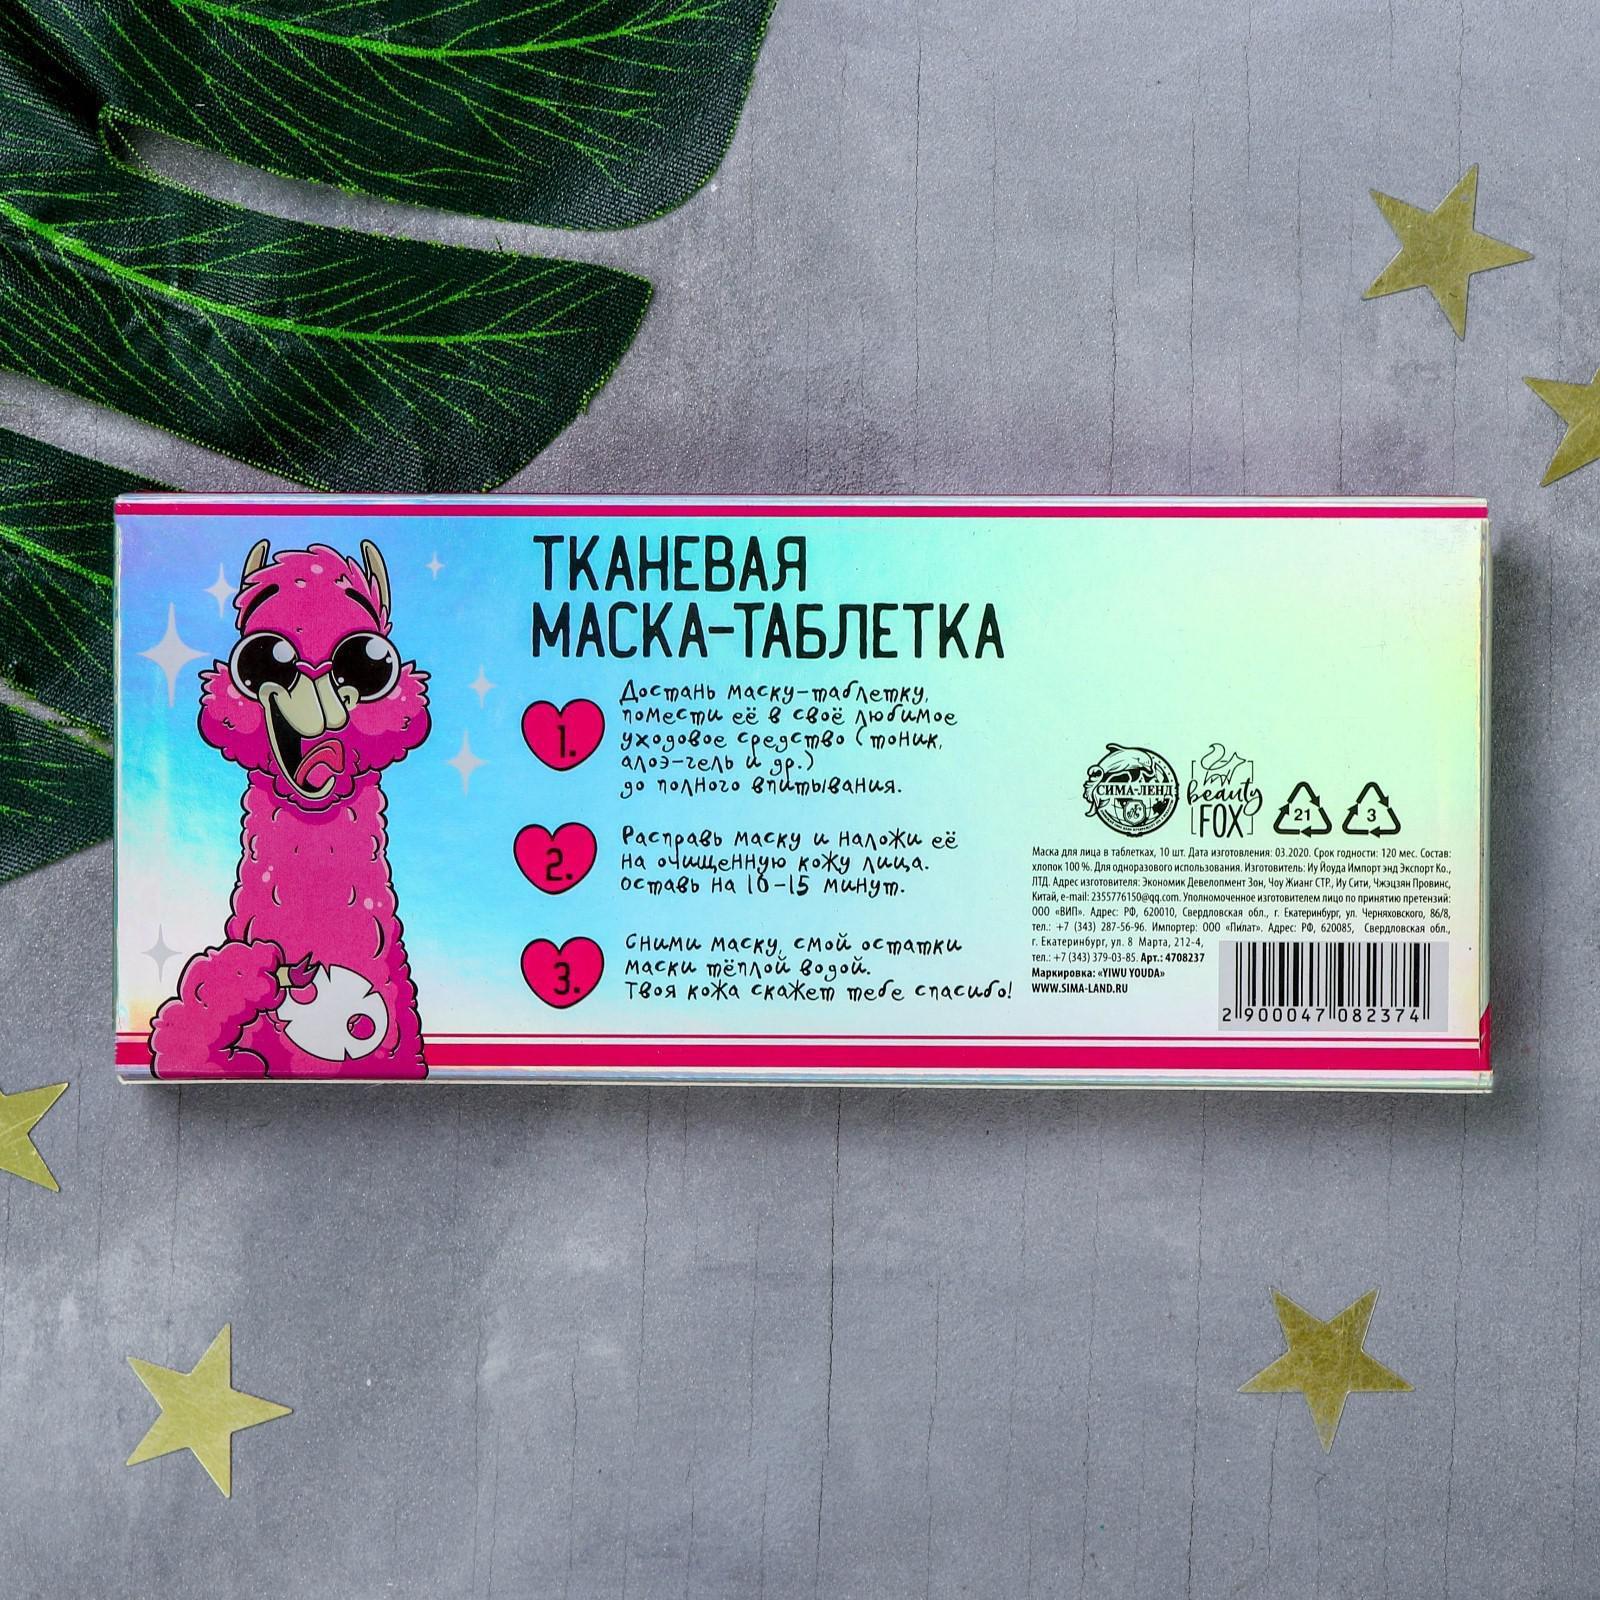 ТКАНЕВАЯ
МАСКА-ТАБЛЕТКА
1.
Достань маску-таблетку,
помести её в своё любимое
уходовое средство (тоник,
алоэ-гель и др.)
до полного впитывания.
2.
Расправь маску и наложи её
на очищенную кожу лица.
Оставь на 10-15 минут.
3.
Сними маску, смой остатки
маски тёплой водой.
Твоя кожа скажет тебе спасибо!
СИМА-ЛЕНД
beauty
FOX
21
3
Маска для лица в таблетках, 10 шт. Дата изготовления: 03.2020. Срок годности: 120 мес. Состав:
хлопок 100 %. Для одноразового использования. Изготовитель: Иу Йоуда Импорт энд Экспорт Ко.,
ЛТД. Адрес изготовителя: Экономик Девелопмент Зон, Чоу Жианг СТР., Иу Сити, Чжэцзян Провинс,
Китай, e-mail: 2355776150@qq.com. Уполномоченное изготовителем лицо по принятию претензий:
ООО «ВИП». Адрес: РФ, 620010, Свердловская обл., г. Екатеринбург, ул. Черняховского, 86/8,
тел.: +7 (343) 287-56-96. Импортер: ООО «Пилат». Адрес: РФ, 620085, Свердловская обл.,
г. Екатеринбург, ул. 8 Марта, 212-4,
тел.: +7 (343) 379-03-85. Арт.: 4708237
Маркировка: «YIWU YOUDA»
WWW.SIMA-LAND.RU
2 900047 082374